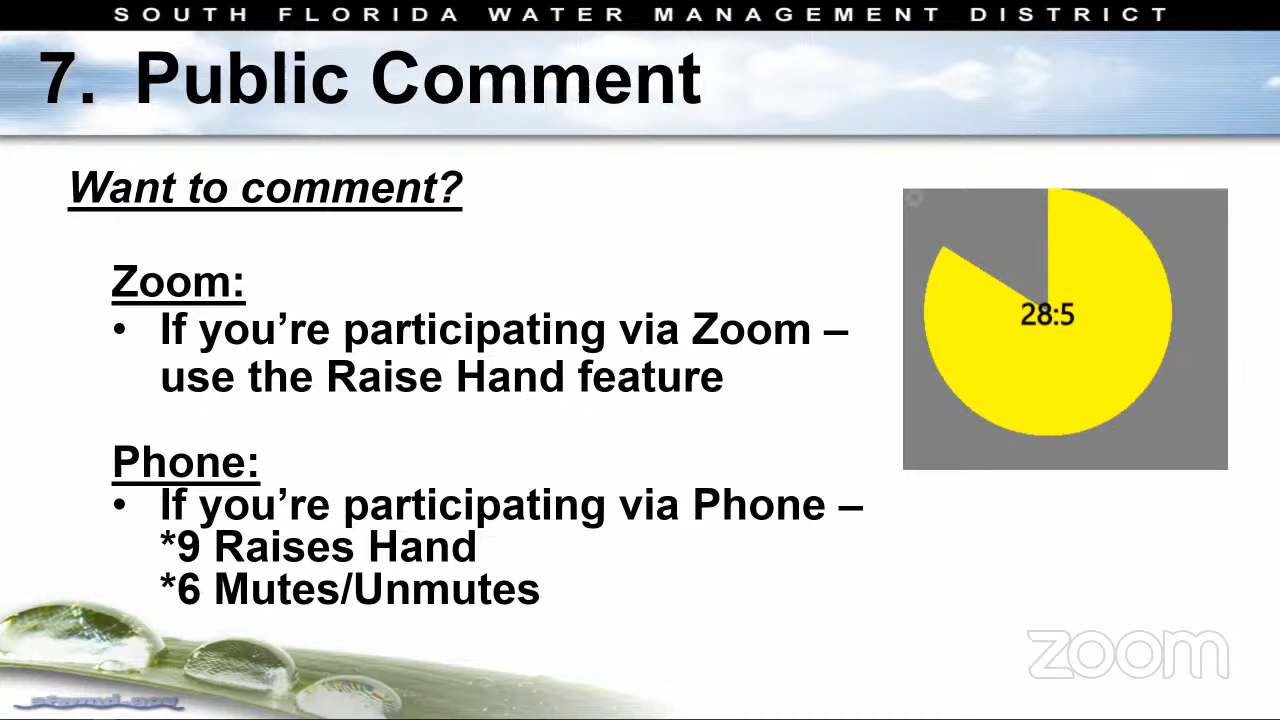 SOUTH FLORIDA WATER MANAGEMENT DISTRICT
7. Public Comment
Want to comment?
Zoom:
• If you’re participating via Zoom –
use the Raise Hand feature
28:5
Phone:
• If you’re participating via Phone –
*9 Raises Hand
*6 Mutes/Unmutes
zoom
sfwmd.gov